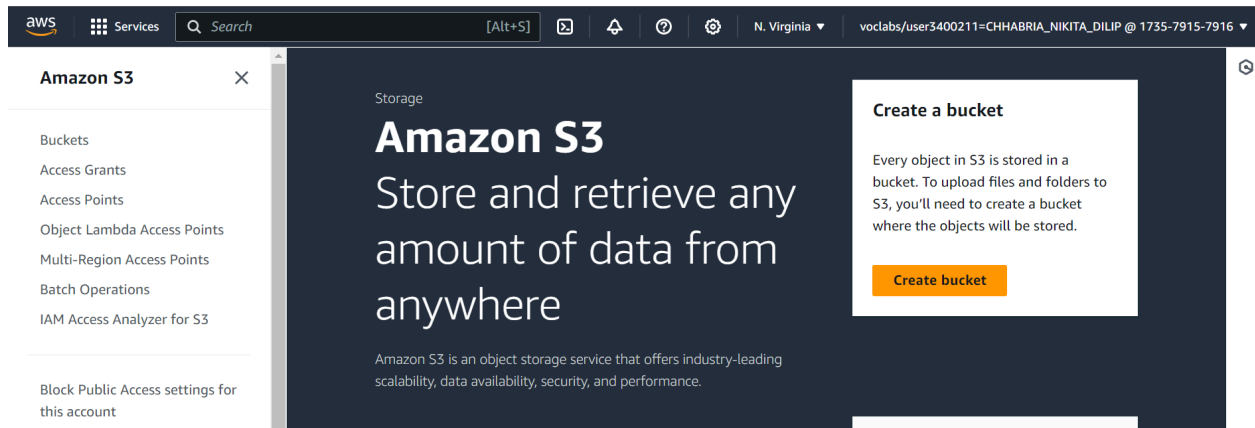 aws
Services
Search
[Alt+S]
N. Virginia
voclabs/user3400211=CHHABRIA_NIKITA_DILIP @ 1735-7915-7916
Amazon S3
Buckets
Access Grants
Access Points
Object Lambda Access Points
Multi-Region Access Points
Batch Operations
IAM Access Analyzer for S3
Block Public Access settings for
this account
Storage
Amazon S3
Store and retrieve any
amount of data from
anywhere
Amazon S3 is an object storage service that offers industry-leading
scalability, data availability, security, and performance.
Create a bucket
Every object in S3 is stored in a
bucket. To upload files and folders to
S3, you'll need to create a bucket
where the objects will be stored.
Create bucket